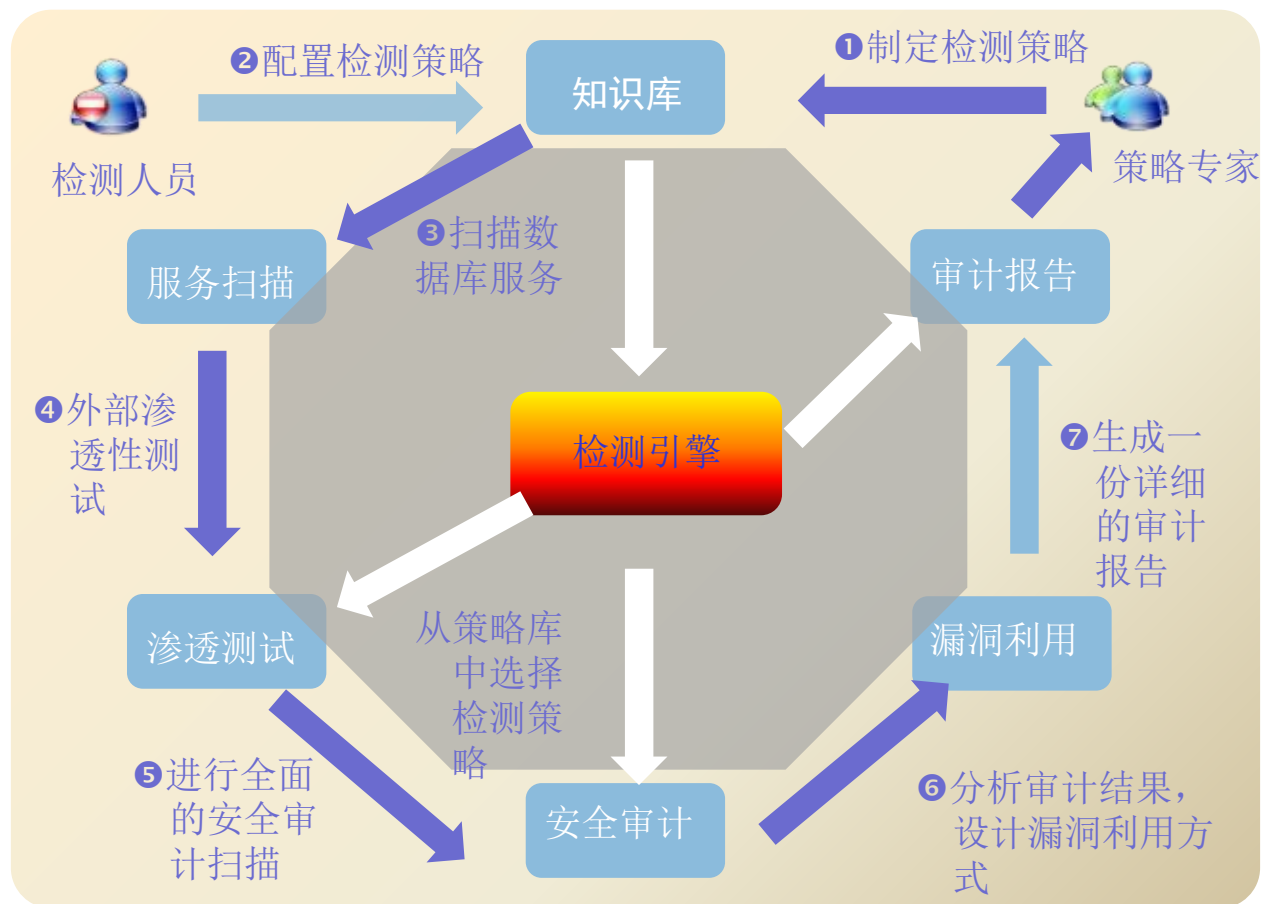 ❷配置检测策略
❶制定检测策略
知识库
检测人员
策略专家
❸扫描数
据库服务
服务扫描
审计报告
❹外部渗
透性测
试
检测引擎
❼生成一
份详细
的审计
报告
渗透测试
从策略库
中选择
检测策
略
漏洞利用
❺进行全面
的安全审
计扫描
安全审计
❻分析审计结果，
设计漏洞利用方
式